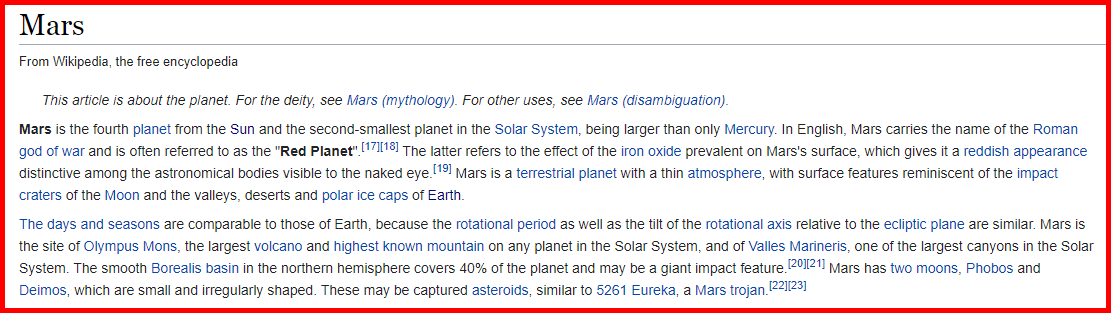 Mars
From Wikipedia, the free encyclopedia
This article is about the planet. For the deity, see Mars (mythology). For other uses, see Mars (disambiguation).
Mars is the fourth planet from the Sun and the second-smallest planet in the Solar System, being larger than only Mercury. In English, Mars carries the name of the Roman
god of war and is often referred to as the "Red Planet".[17][18] The latter refers to the effect of the iron oxide prevalent on Mars's surface, which gives it a reddish appearance
distinctive among the astronomical bodies visible to the naked eye.[19] Mars is a terrestrial planet with a thin atmosphere, with surface features reminiscent of the impact
craters of the Moon and the valleys, deserts and polar ice caps of Earth.
The days and seasons are comparable to those of Earth, because the rotational period as well as the tilt of the rotational axis relative to the ecliptic plane are similar. Mars is
the site of Olympus Mons, the largest volcano and highest known mountain on any planet in the Solar System, and of Valles Marineris, one of the largest canyons in the Solar
System. The smooth Borealis basin in the northern hemisphere covers 40% of the planet and may be a giant impact feature.[20][21] Mars has two moons, Phobos and
Deimos, which are small and irregularly shaped. These may be captured asteroids, similar to 5261 Eureka, a Mars trojan.[22][23]